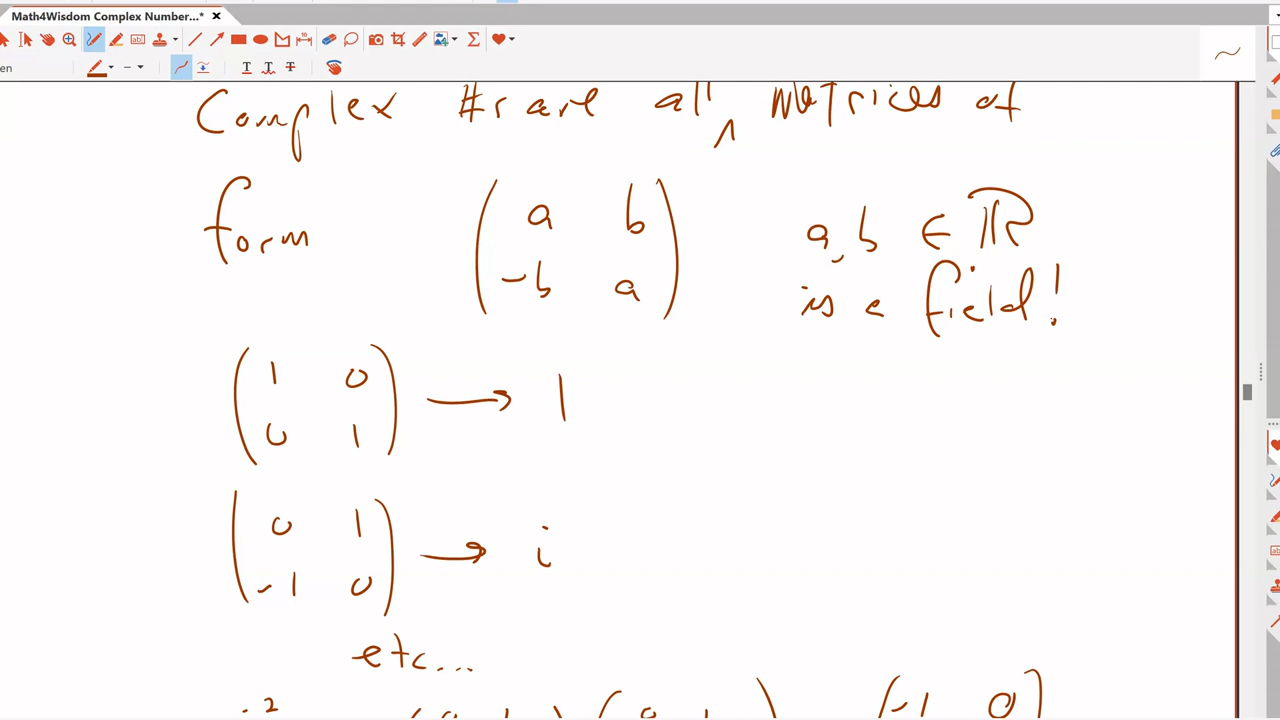 Math4Wisdom Complex Number...*
en
Complex #s are all ^ matrices of
form ( a b ) a, b ∈ ℝ
( -b a ) is a field!
( 1 0 ) → 1
( 0 1 )
( 0 1 ) → i
( -1 0 )
etc...